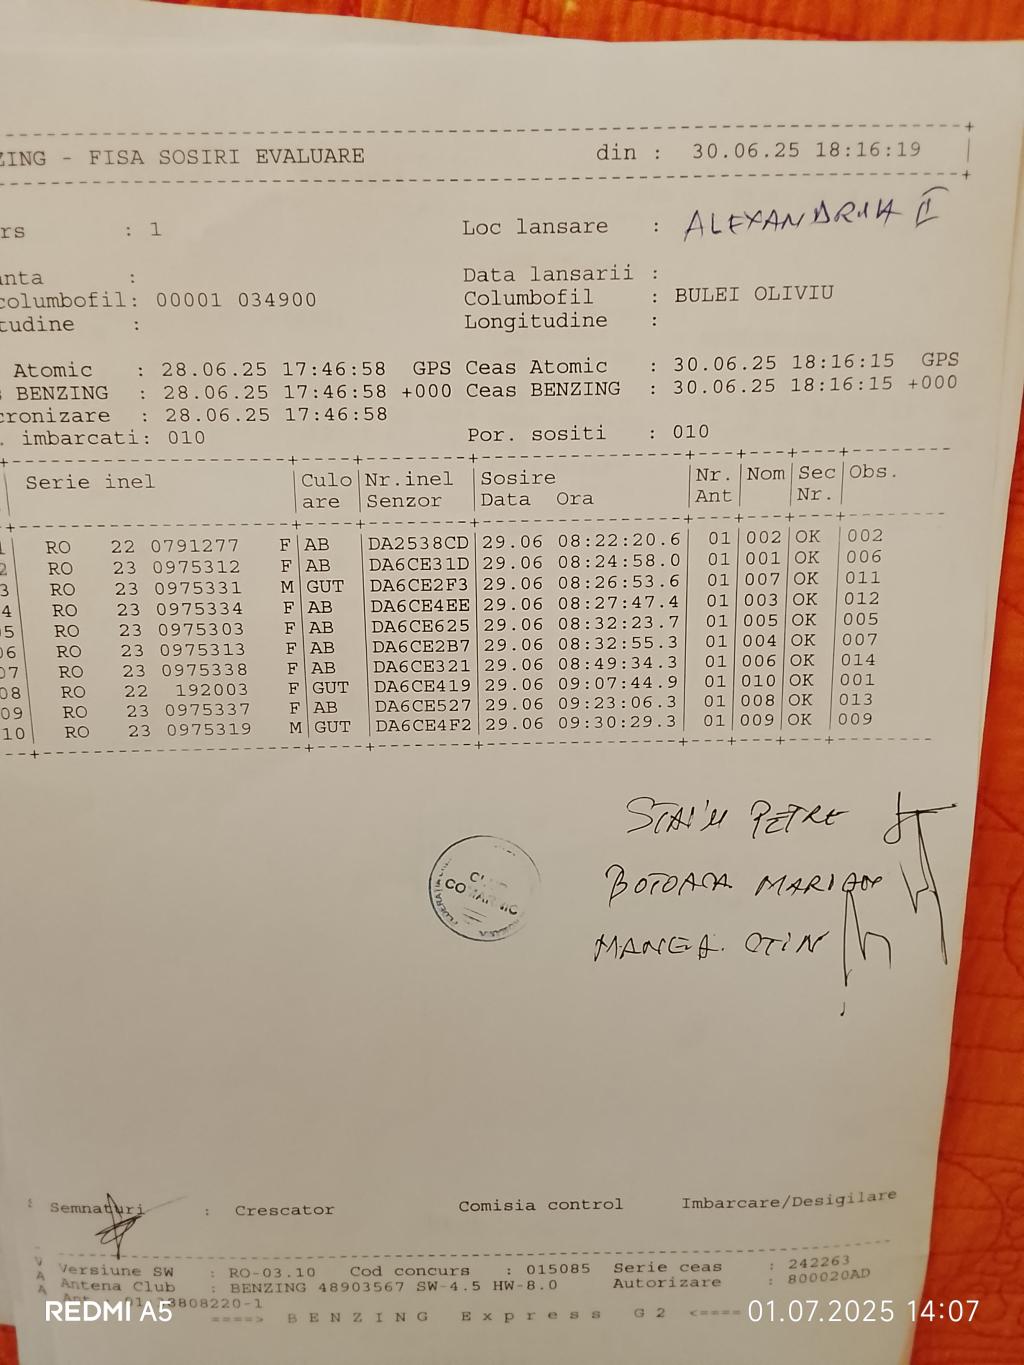 ZING - FISA SOSIRI EVALUARE din : 30.06.25 18:16:19
rs : 1 Loc lansare : ALEXANDRIA II
nta : Data lansarii :
columbofil: 00001 034900 Columbofil : BULEI OLIVIU
tudine : Longitudine :
Atomic : 28.06.25 17:46:58 GPS Ceas Atomic : 30.06.25 18:16:15 GPS
s BENZING : 28.06.25 17:46:58 +000 Ceas BENZING : 30.06.25 18:16:15 +000
cronizare : 28.06.25 17:46:58
. imbarcati: 010 Por. sositi : 010
Serie inel Culo Nr.inel Sosire Nr. Nom Sec Obs.
are Senzor Data Ora Ant Nr.
1 RO 22 0791277 F AB DA2538CD 29.06 08:22:20.6 01 002 OK 002
2 RO 23 0975312 F AB DA6CE31D 29.06 08:24:58.0 01 001 OK 006
3 RO 23 0975331 M GUT DA6CE2F3 29.06 08:26:53.6 01 007 OK 011
4 RO 23 0975334 F AB DA6CE4EE 29.06 08:27:47.4 01 003 OK 012
05 RO 23 0975303 F AB DA6CE625 29.06 08:32:23.7 01 005 OK 005
06 RO 23 0975313 F AB DA6CE2B7 29.06 08:32:55.3 01 004 OK 007
07 RO 23 0975338 F AB DA6CE321 29.06 08:49:34.3 01 006 OK 014
08 RO 22 192003 F GUT DA6CE419 29.06 09:07:44.9 01 010 OK 001
09 RO 23 0975337 F AB DA6CE527 29.06 09:23:06.3 01 008 OK 013
10 RO 23 0975319 M GUT DA6CE4F2 29.06 09:30:29.3 01 009 OK 009
PETRE
MARIAN
MANEA
COMARNIC
Semnaturi : Crescator Comisia control Imbarcare/Desigilare
Versiune SW : RO-03.10 Cod concurs : 015085 Serie ceas : 242263
Antena Club : BENZING 48903567 SW-4.5 HW-8.0 Autorizare : 800020AD
====> BENZING Express G2 <====
REDMI A5
01.07.2025 14:07